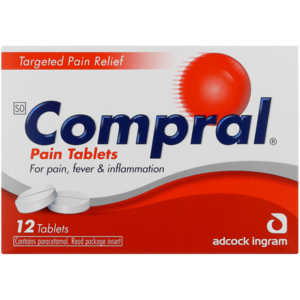 Targeted Pain Relief
S0
Compral®
Pain Tablets
For pain, fever & inflammation
12 Tablets
Contains paracetamol. Read package insert
adcock ingram